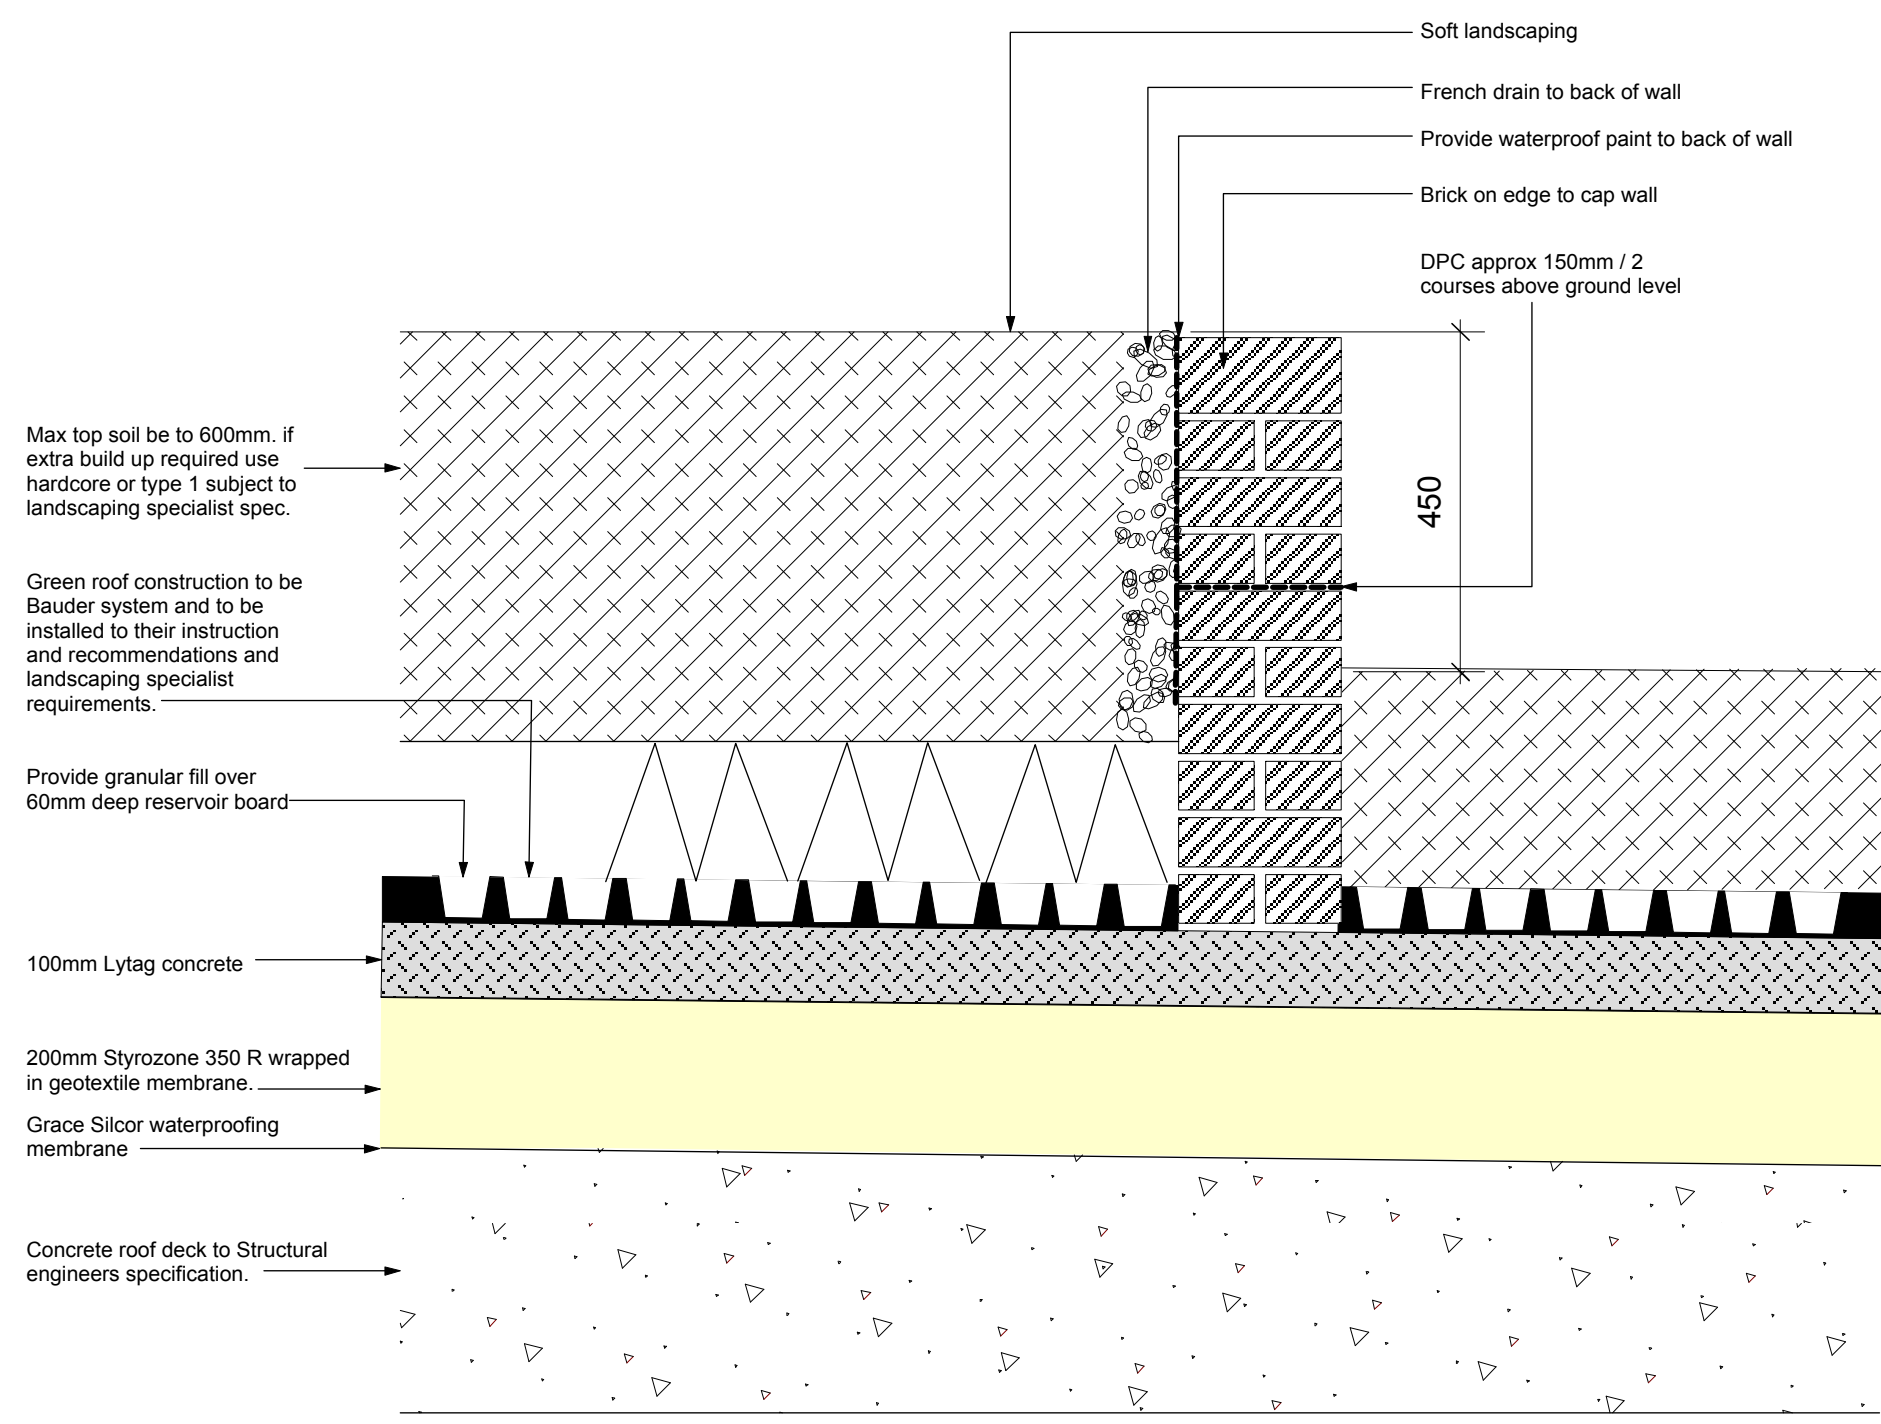 Soft landscaping
French drain to back of wall
Provide waterproof paint to back of wall
Brick on edge to cap wall
DPC approx 150mm / 2
courses above ground level
450
Max top soil be to 600mm. if
extra build up required use
hardcore or type 1 subject to
landscaping specialist spec.
Green roof construction to be
Bauder system and to be
installed to their instruction
and recommendations and
landscaping specialist
requirements.
Provide granular fill over
60mm deep reservoir board
100mm Lytag concrete
200mm Styrozone 350 R wrapped
in geotextile membrane.
Grace Silcor waterproofing
membrane
Concrete roof deck to Structural
engineers specification.